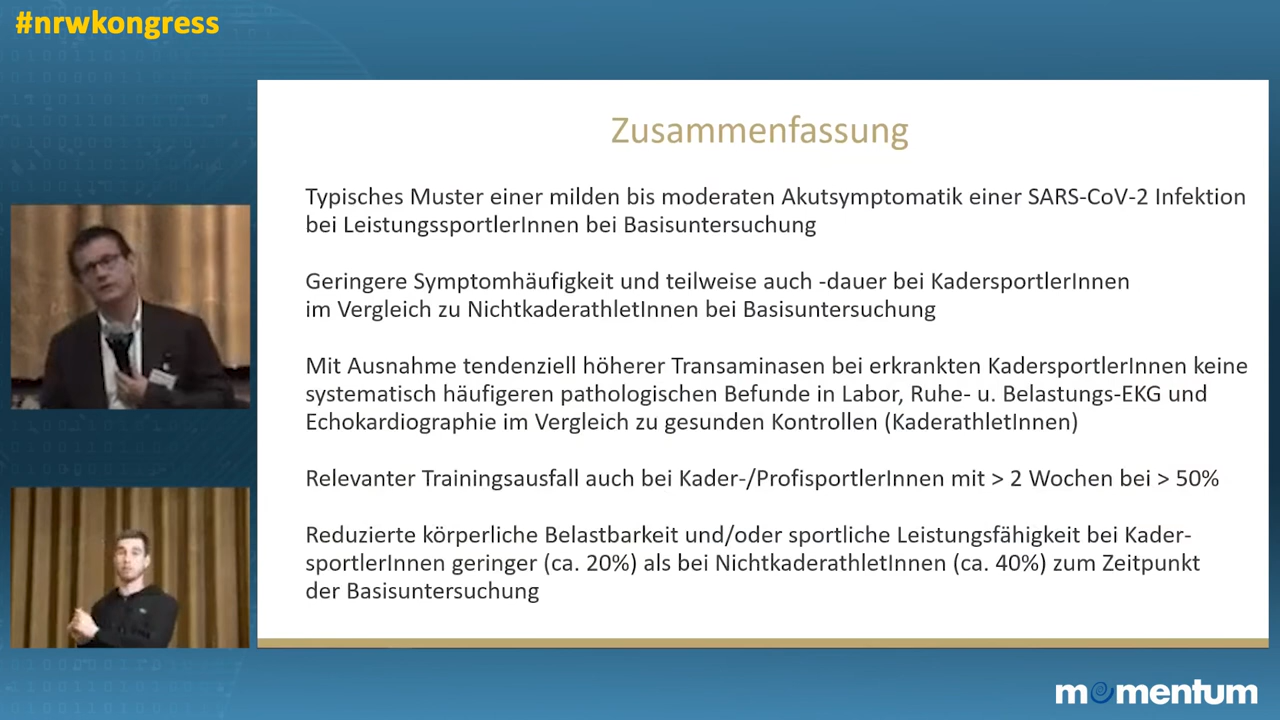 #nrwkongress
Zusammenfassung
Typisches Muster einer milden bis moderaten Akutsymptomatik einer SARS-CoV-2 Infektion
bei LeistungssportlerInnen bei Basisuntersuchung
Geringere Symptomhäufigkeit und teilweise auch -dauer bei KadersportlerInnen
im Vergleich zu NichtkaderathletInnen bei Basisuntersuchung
Mit Ausnahme tendenziell höherer Transaminasen bei erkrankten KadersportlerInnen keine
systematisch häufigeren pathologischen Befunde in Labor, Ruhe- u. Belastungs-EKG und
Echokardiographie im Vergleich zu gesunden Kontrollen (KaderathletInnen)
Relevanter Trainingsausfall auch bei Kader-/ProfisportlerInnen mit > 2 Wochen bei > 50%
Reduzierte körperliche Belastbarkeit und/oder sportliche Leistungsfähigkeit bei Kader-
sportlerInnen geringer (ca. 20%) als bei NichtkaderathletInnen (ca. 40%) zum Zeitpunkt
der Basisuntersuchung
momentum